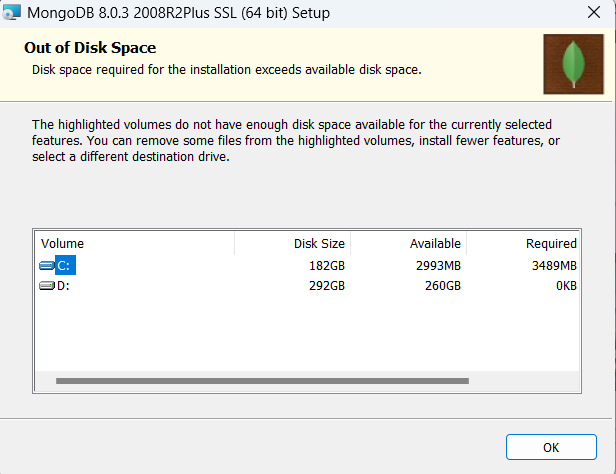 MongoDB 8.0.3 2008R2Plus SSL (64 bit) Setup
Out of Disk Space
Disk space required for the installation exceeds available disk space.
The highlighted volumes do not have enough disk space available for the currently selected
features. You can remove some files from the highlighted volumes, install fewer features, or
select a different destination drive.
Volume Disk Size Available Required
C: 182GB 2993MB 3489MB
D: 292GB 260GB 0KB
OK